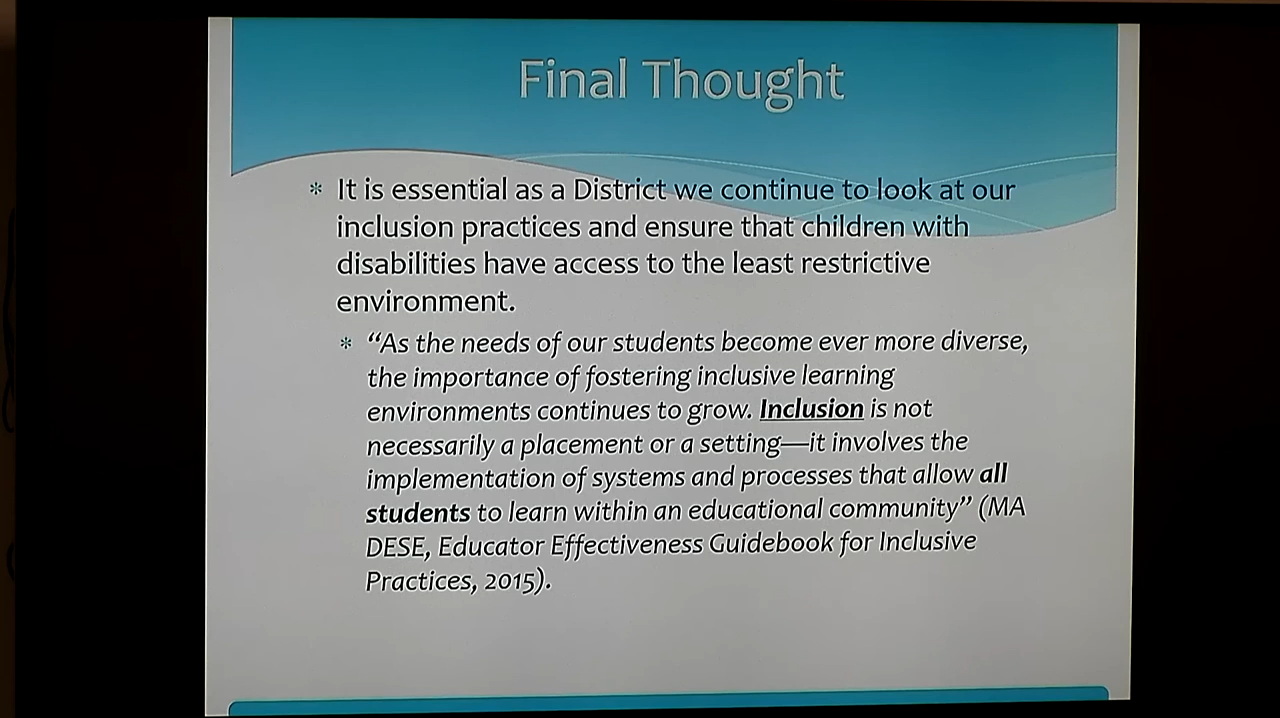 Final Thought
* It is essential as a District we continue to look at our
inclusion practices and ensure that children with
disabilities have access to the least restrictive
environment.
* “As the needs of our students become ever more diverse,
the importance of fostering inclusive learning
environments continues to grow. Inclusion is not
necessarily a placement or a setting—it involves the
implementation of systems and processes that allow all
students to learn within an educational community” (MA
DESE, Educator Effectiveness Guidebook for Inclusive
Practices, 2015).